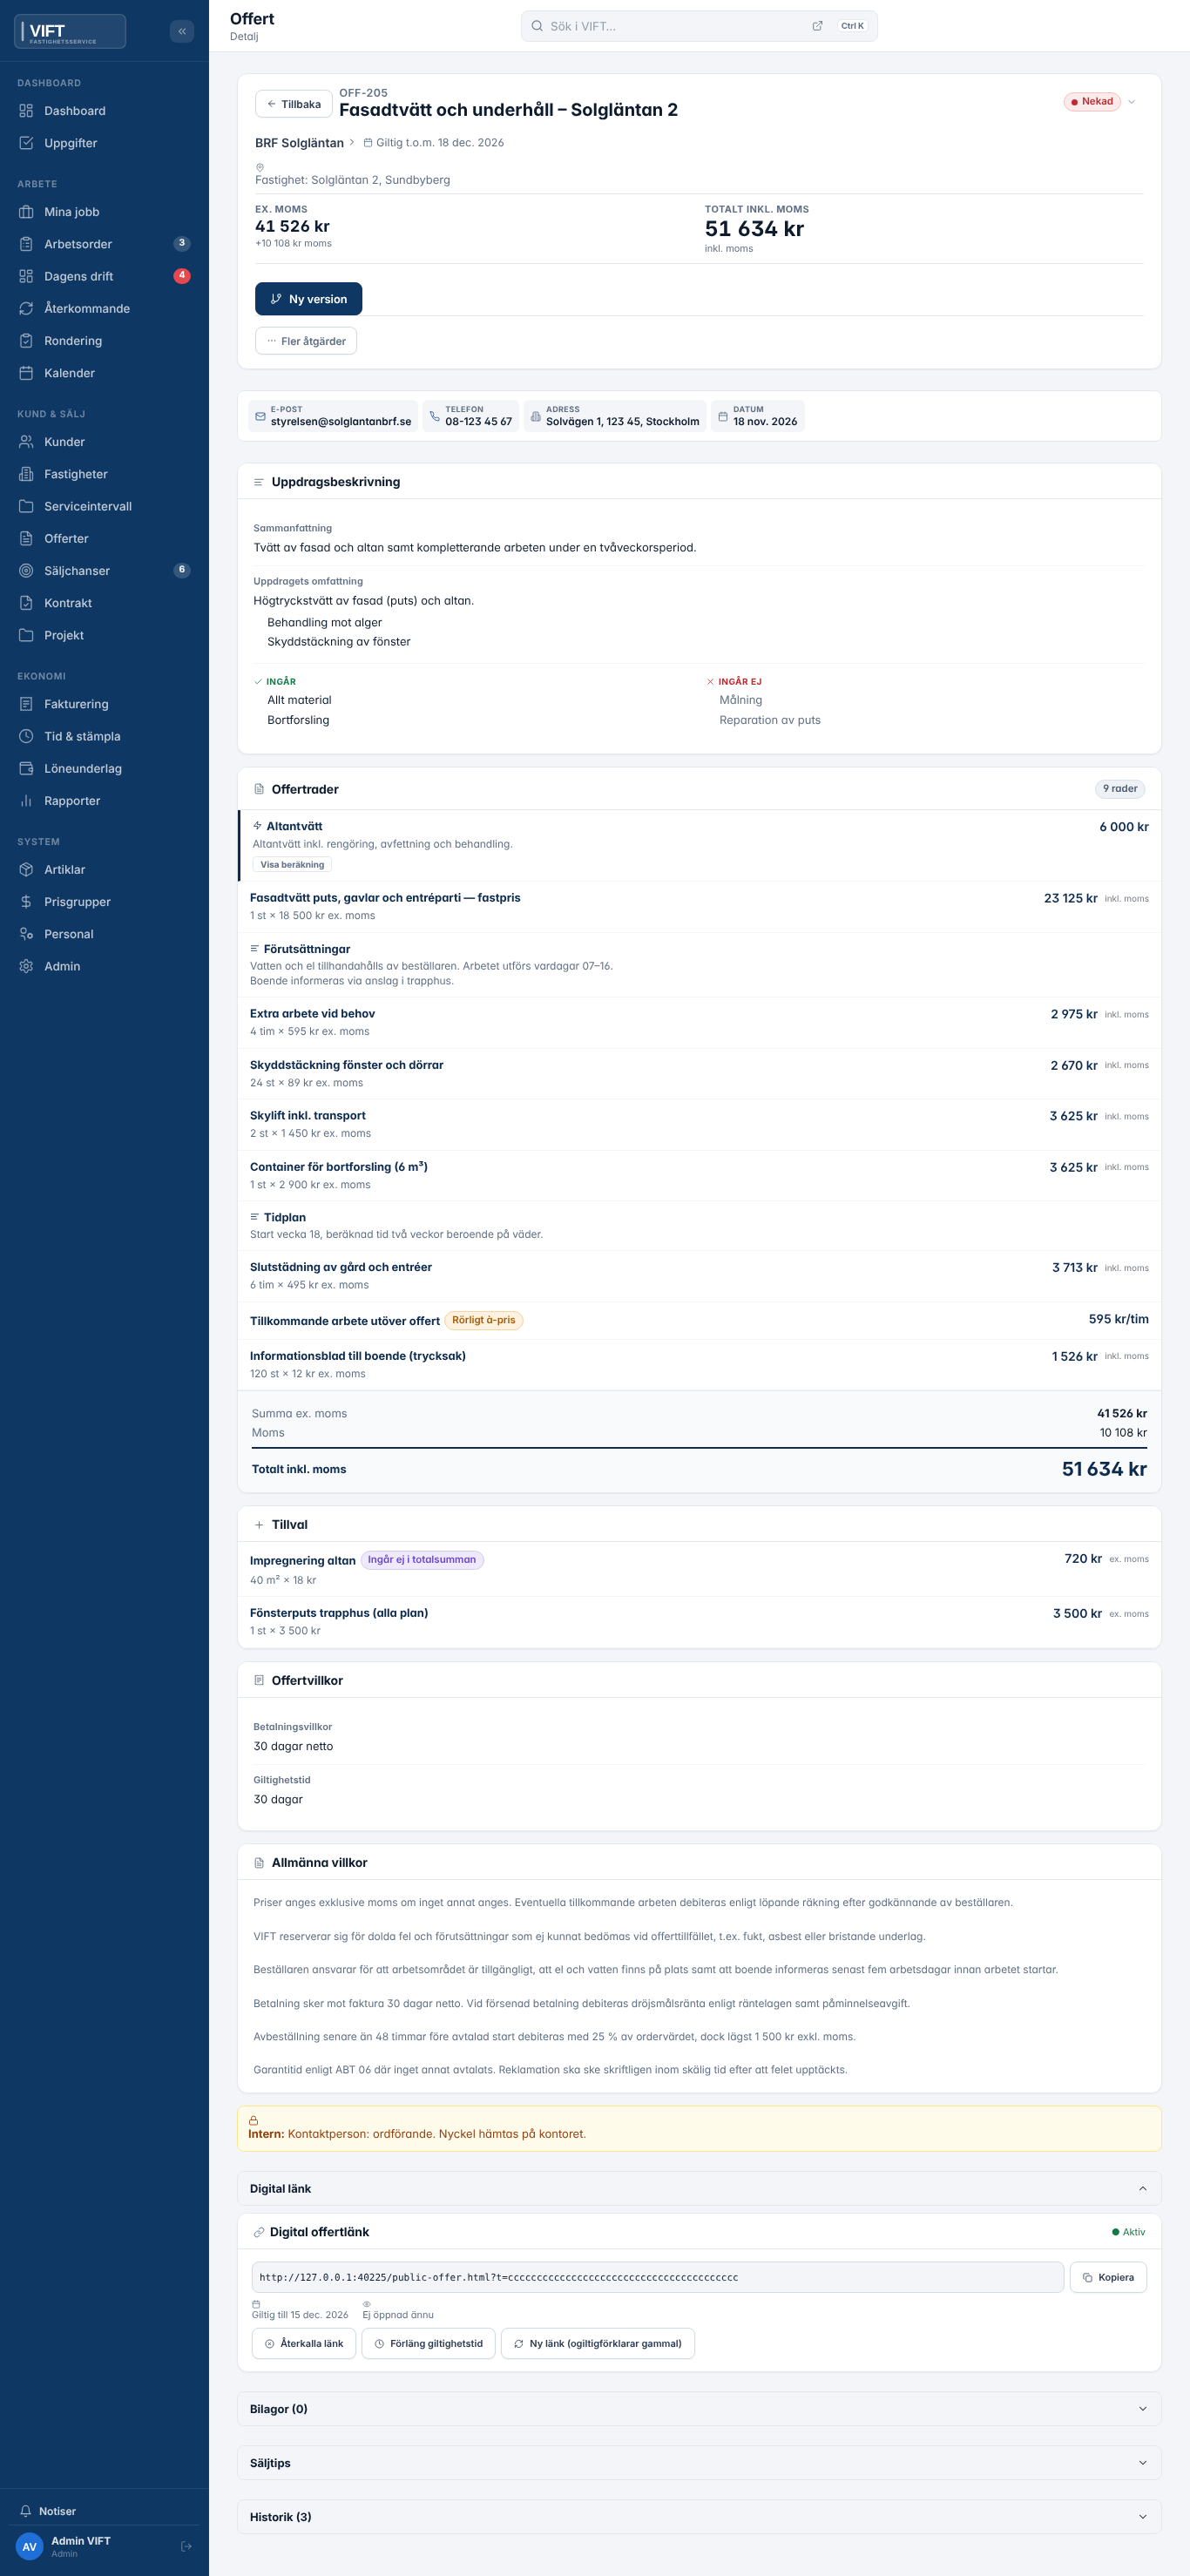 VIFT
FASTIGHETSSERVICE
DASHBOARD
Dashboard
Uppgifter
ARBETE
Mina jobb
Arbetsorder 3
Dagens drift 4
Återkommande
Rondering
Kalender
KUND & SÄLJ
Kunder
Fastigheter
Serviceintervall
Offerter
Säljchanser 6
Kontrakt
Projekt
EKONOMI
Fakturering
Tid & stämpla
Löneunderlag
Rapporter
SYSTEM
Artiklar
Prisgrupper
Personal
Admin
Notiser
AV Admin VIFT
Admin
Offert
Detalj
Sök i VIFT... Ctrl K
Tillbaka
OFF-205
Fasadtvätt och underhåll – Solgläntan 2
Nekad
BRF Solgläntan Giltig t.o.m. 18 dec. 2026
Fastighet: Solgläntan 2, Sundbyberg
EX. MOMS
41 526 kr
+10 108 kr moms
TOTALT INKL. MOMS
51 634 kr
inkl. moms
Ny version
Fler åtgärder
E-POST
styrelsen@solglantanbrf.se
TELEFON
08-123 45 67
ADRESS
Solvägen 1, 123 45, Stockholm
DATUM
18 nov. 2026
Uppdragsbeskrivning
Sammanfattning
Tvätt av fasad och altan samt kompletterande arbeten under en tvåveckorsperiod.
Uppdragets omfattning
Högtryckstvätt av fasad (puts) och altan.
Behandling mot alger
Skyddstäckning av fönster
INGÅR
Allt material
Bortforsling
INGÅR EJ
Målning
Reparation av puts
Offertrader 9 rader
Altantvätt 6 000 kr
Altantvätt inkl. rengöring, avfettning och behandling.
Visa beräkning
Fasadtvätt puts, gavlar och entréparti — fastpris 23 125 kr inkl. moms
1 st × 18 500 kr ex. moms
Förutsättningar
Vatten och el tillhandahålls av beställaren. Arbetet utförs vardagar 07–16.
Boende informeras via anslag i trapphus.
Extra arbete vid behov 2 975 kr inkl. moms
4 tim × 595 kr ex. moms
Skyddstäckning fönster och dörrar 2 670 kr inkl. moms
24 st × 89 kr ex. moms
Skylift inkl. transport 3 625 kr inkl. moms
2 st × 1 450 kr ex. moms
Container för bortforsling (6 m³) 3 625 kr inkl. moms
1 st × 2 900 kr ex. moms
Tidplan
Start vecka 18, beräknad tid två veckor beroende på väder.
Slutstädning av gård och entréer 3 713 kr inkl. moms
6 tim × 495 kr ex. moms
Tillkommande arbete utöver offert Rörligt à-pris 595 kr/tim
Informationsblad till boende (trycksak) 1 526 kr inkl. moms
120 st × 12 kr ex. moms
Summa ex. moms 41 526 kr
Moms 10 108 kr
Totalt inkl. moms 51 634 kr
Tillval
Impregnering altan Ingår ej i totalsumman 720 kr ex. moms
40 m² × 18 kr
Fönsterputs trapphus (alla plan) 3 500 kr ex. moms
1 st × 3 500 kr
Offertvillkor
Betalningsvillkor
30 dagar netto
Giltighetstid
30 dagar
Allmänna villkor
Priser anges exklusive moms om inget annat anges. Eventuella tillkommande arbeten debiteras enligt löpande räkning efter godkännande av beställaren.
VIFT reserverar sig för dolda fel och förutsättningar som ej kunnat bedömas vid offerttillfället, t.ex. fukt, asbest eller bristande underlag.
Beställaren ansvarar för att arbetsområdet är tillgängligt, att el och vatten finns på plats samt att boende informeras senast fem arbetsdagar innan arbetet startar.
Betalning sker mot faktura 30 dagar netto. Vid försenad betalning debiteras dröjsmålsränta enligt räntelagen samt påminnelseavgift.
Avbeställning senare än 48 timmar före avtalad start debiteras med 25 % av ordervärdet, dock lägst 1 500 kr exkl. moms.
Garantitid enligt ABT 06 där inget annat avtalats. Reklamation ska ske skriftligen inom skälig tid efter att felet upptäckts.
Intern: Kontaktperson: ordförande. Nyckel hämtas på kontoret.
Digital länk
Digital offertlänk Aktiv
http://127.0.0.1:40225/public-offer.html?t=cccccccccccccccccccccccccccccccccccccccc Kopiera
Giltig till 15 dec. 2026 Ej öppnad ännu
Återkalla länk Förläng giltighetstid Ny länk (ogiltigförklarar gammal)
Bilagor (0)
Säljtips
Historik (3)